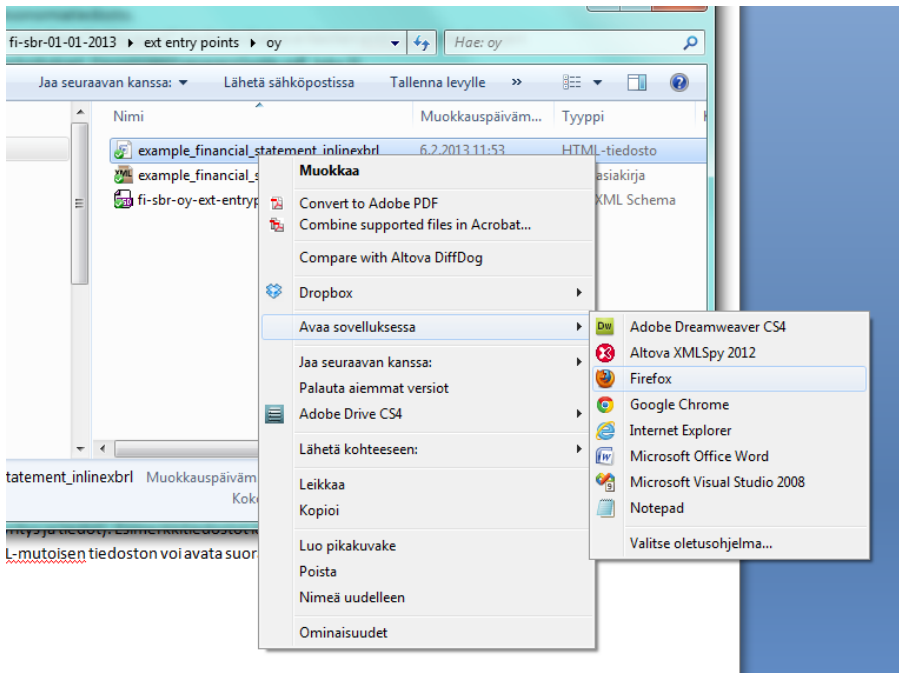 fi-sbr-01-01-2013 ▸ ext entry points ▸ oy
Hae: oy
Jaa seuraavan kanssa:
Lähetä sähköpostissa
Tallenna levylle
»
Nimi
Muokkauspäiväm...
Tyyppi
example_financial_statement_inlinexbrl
6.2.2013 11:53
HTML-tiedosto
example_financial_s
asiakirja
fi-sbr-oy-ext-entryp
XML Schema
Muokkaa
Convert to Adobe PDF
Combine supported files in Acrobat...
Compare with Altova DiffDog
Dropbox
Avaa sovelluksessa
Jaa seuraavan kanssa:
Palauta aiemmat versiot
Adobe Drive CS4
Lähetä kohteeseen:
Leikkaa
Kopioi
Luo pikakuvake
Poista
Nimeä uudelleen
Ominaisuudet
Dw Adobe Dreamweaver CS4
Altova XMLSpy 2012
Firefox
Google Chrome
Internet Explorer
Microsoft Office Word
Microsoft Visual Studio 2008
Notepad
Valitse oletusohjelma...
tatement_inlinexbrl Muokkauspäiväm
Koko
L-mutoisen tiedoston voi avata suor